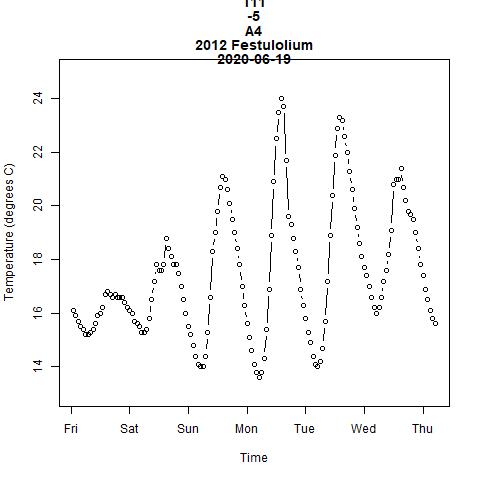 T11
-5
A4
2012 Festulolium
2020-06-19
Temperature (degrees C)
24
22
20
18
16
14
Fri Sat Sun Mon Tue Wed Thu
Time